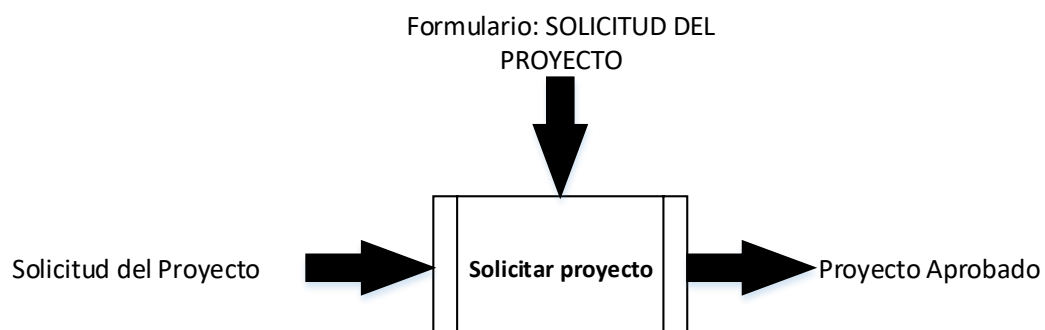 Formulario: SOLICITUD DEL
PROYECTO
Solicitud del Proyecto
Solicitar proyecto
Proyecto Aprobado